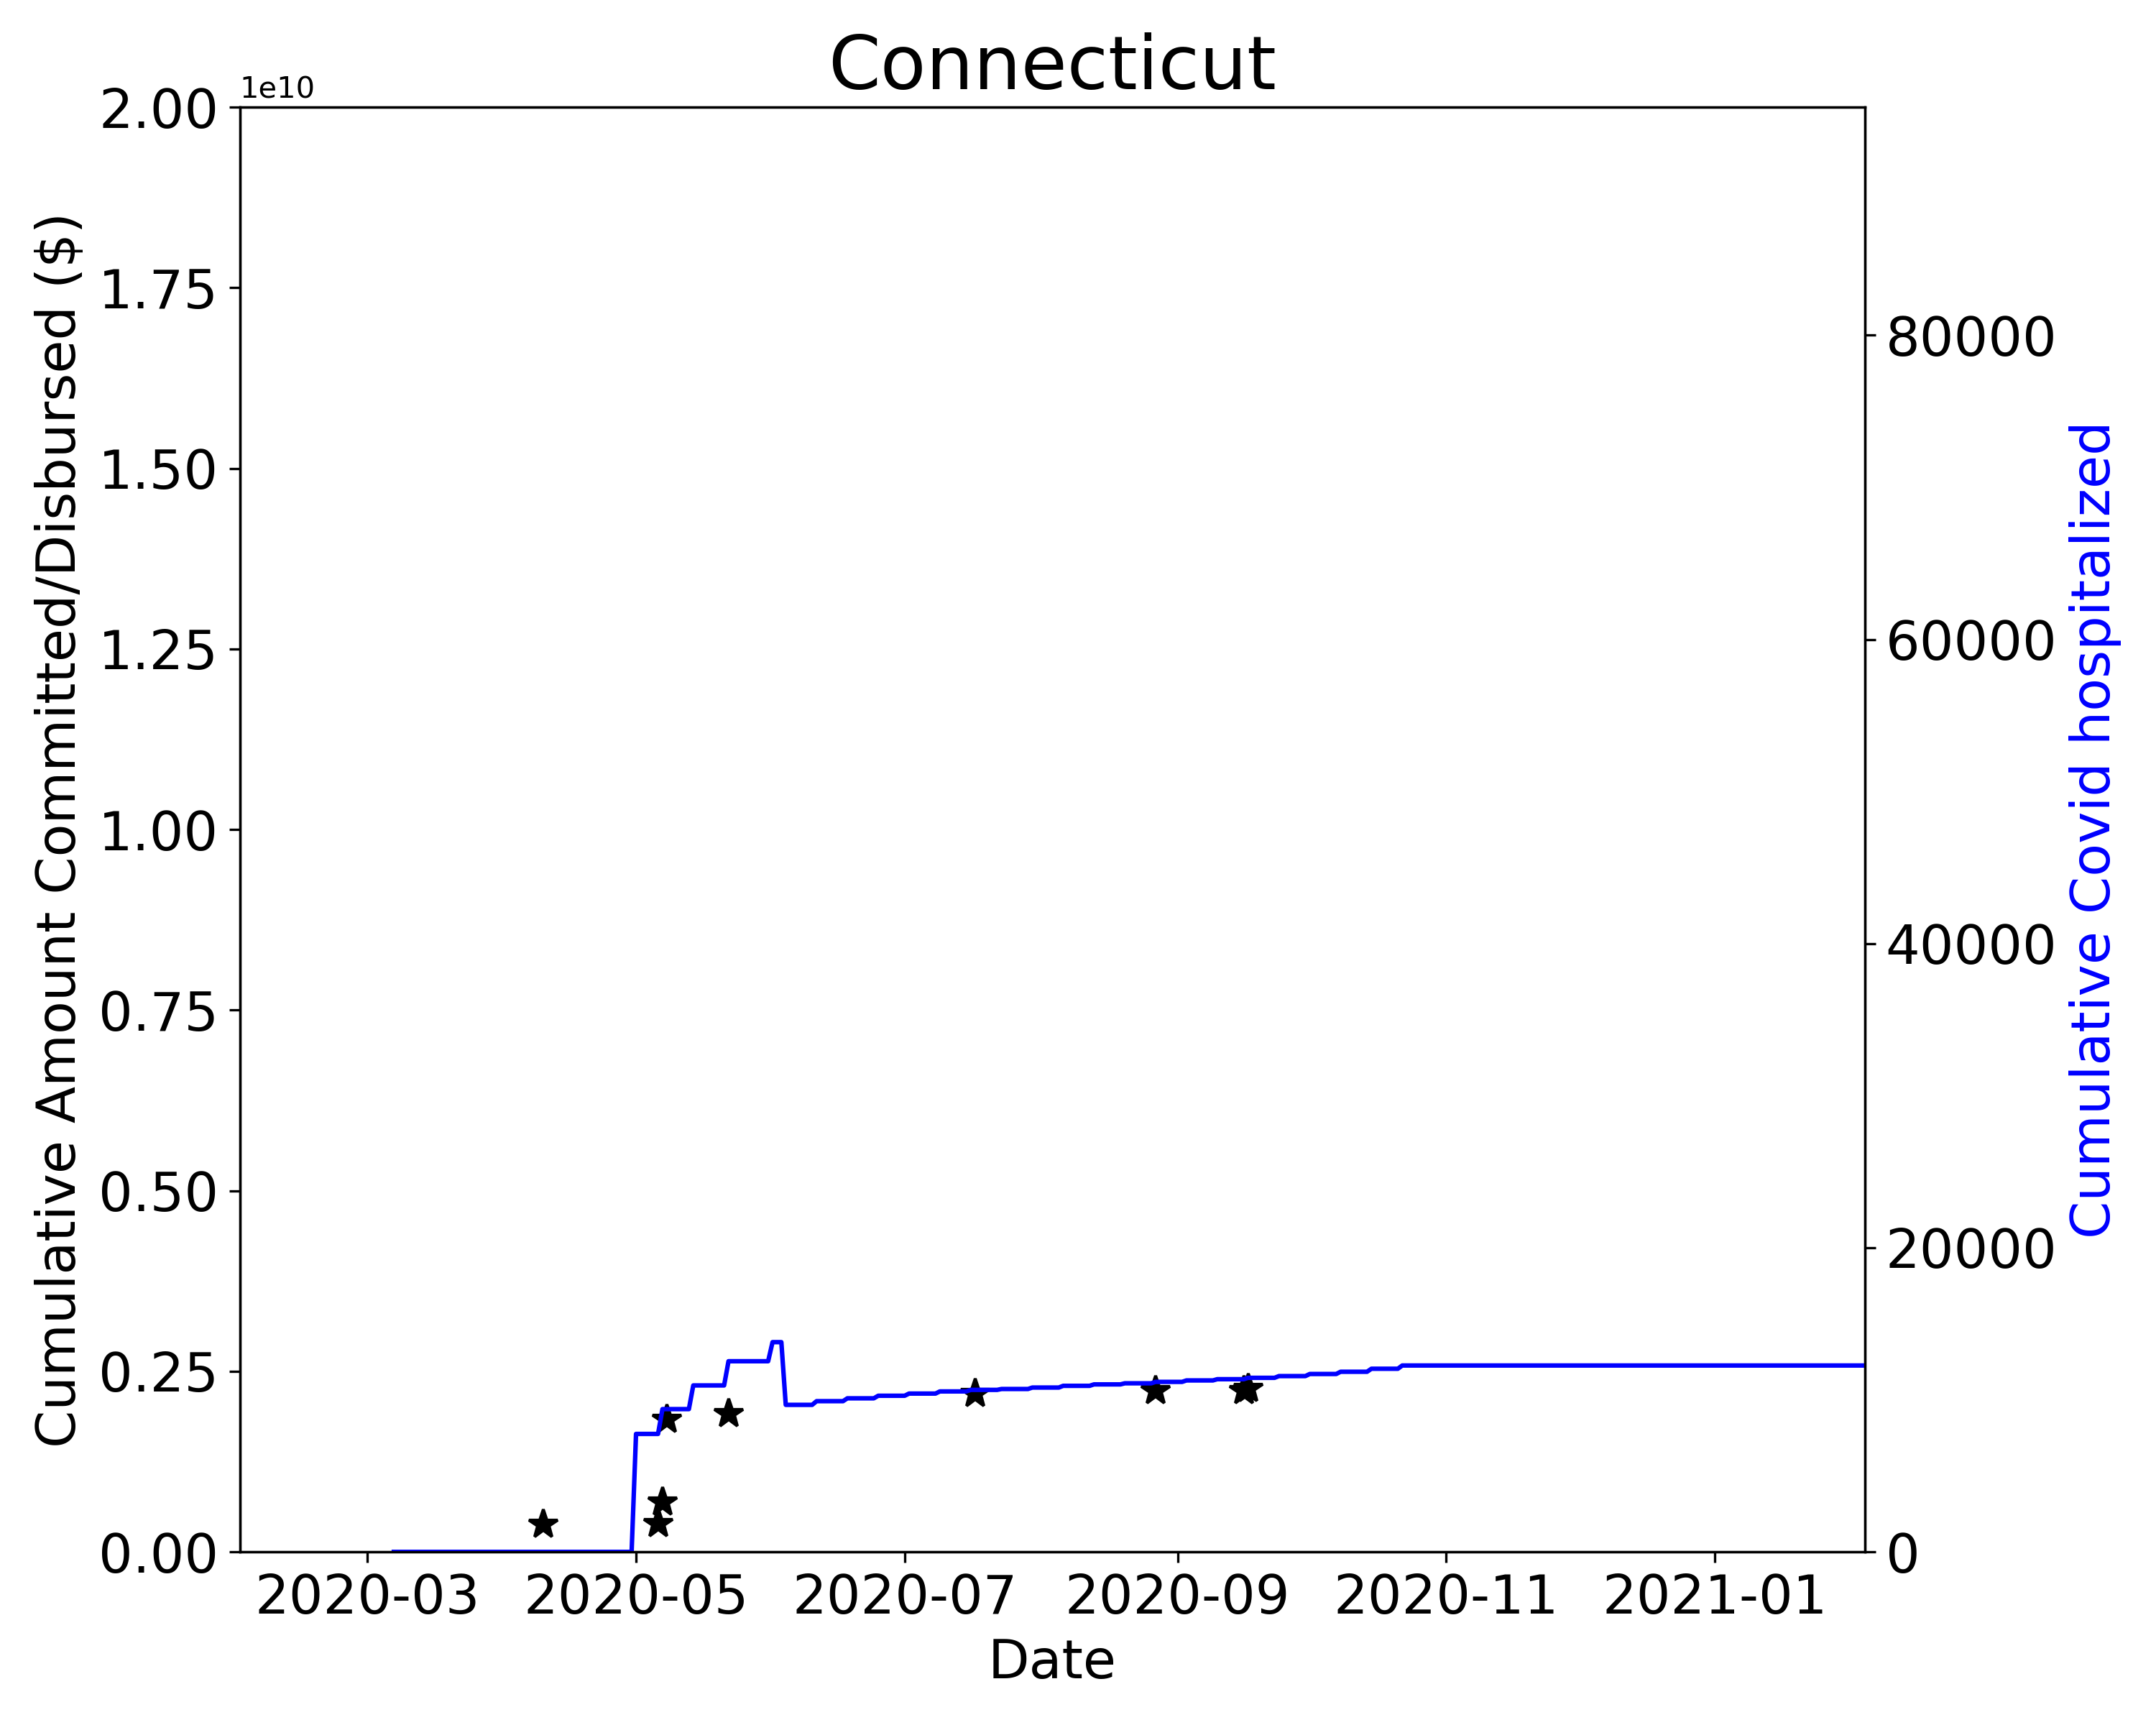 Connecticut
1e10
2.00
1.75
1.50
1.25
1.00
0.75
0.50
0.25
0.00
Cumulative Amount Committed/Disbursed ($)
80000
60000
40000
20000
0
Cumulative Covid hospitalized
2020-03 2020-05 2020-07 2020-09 2020-11 2021-01
Date